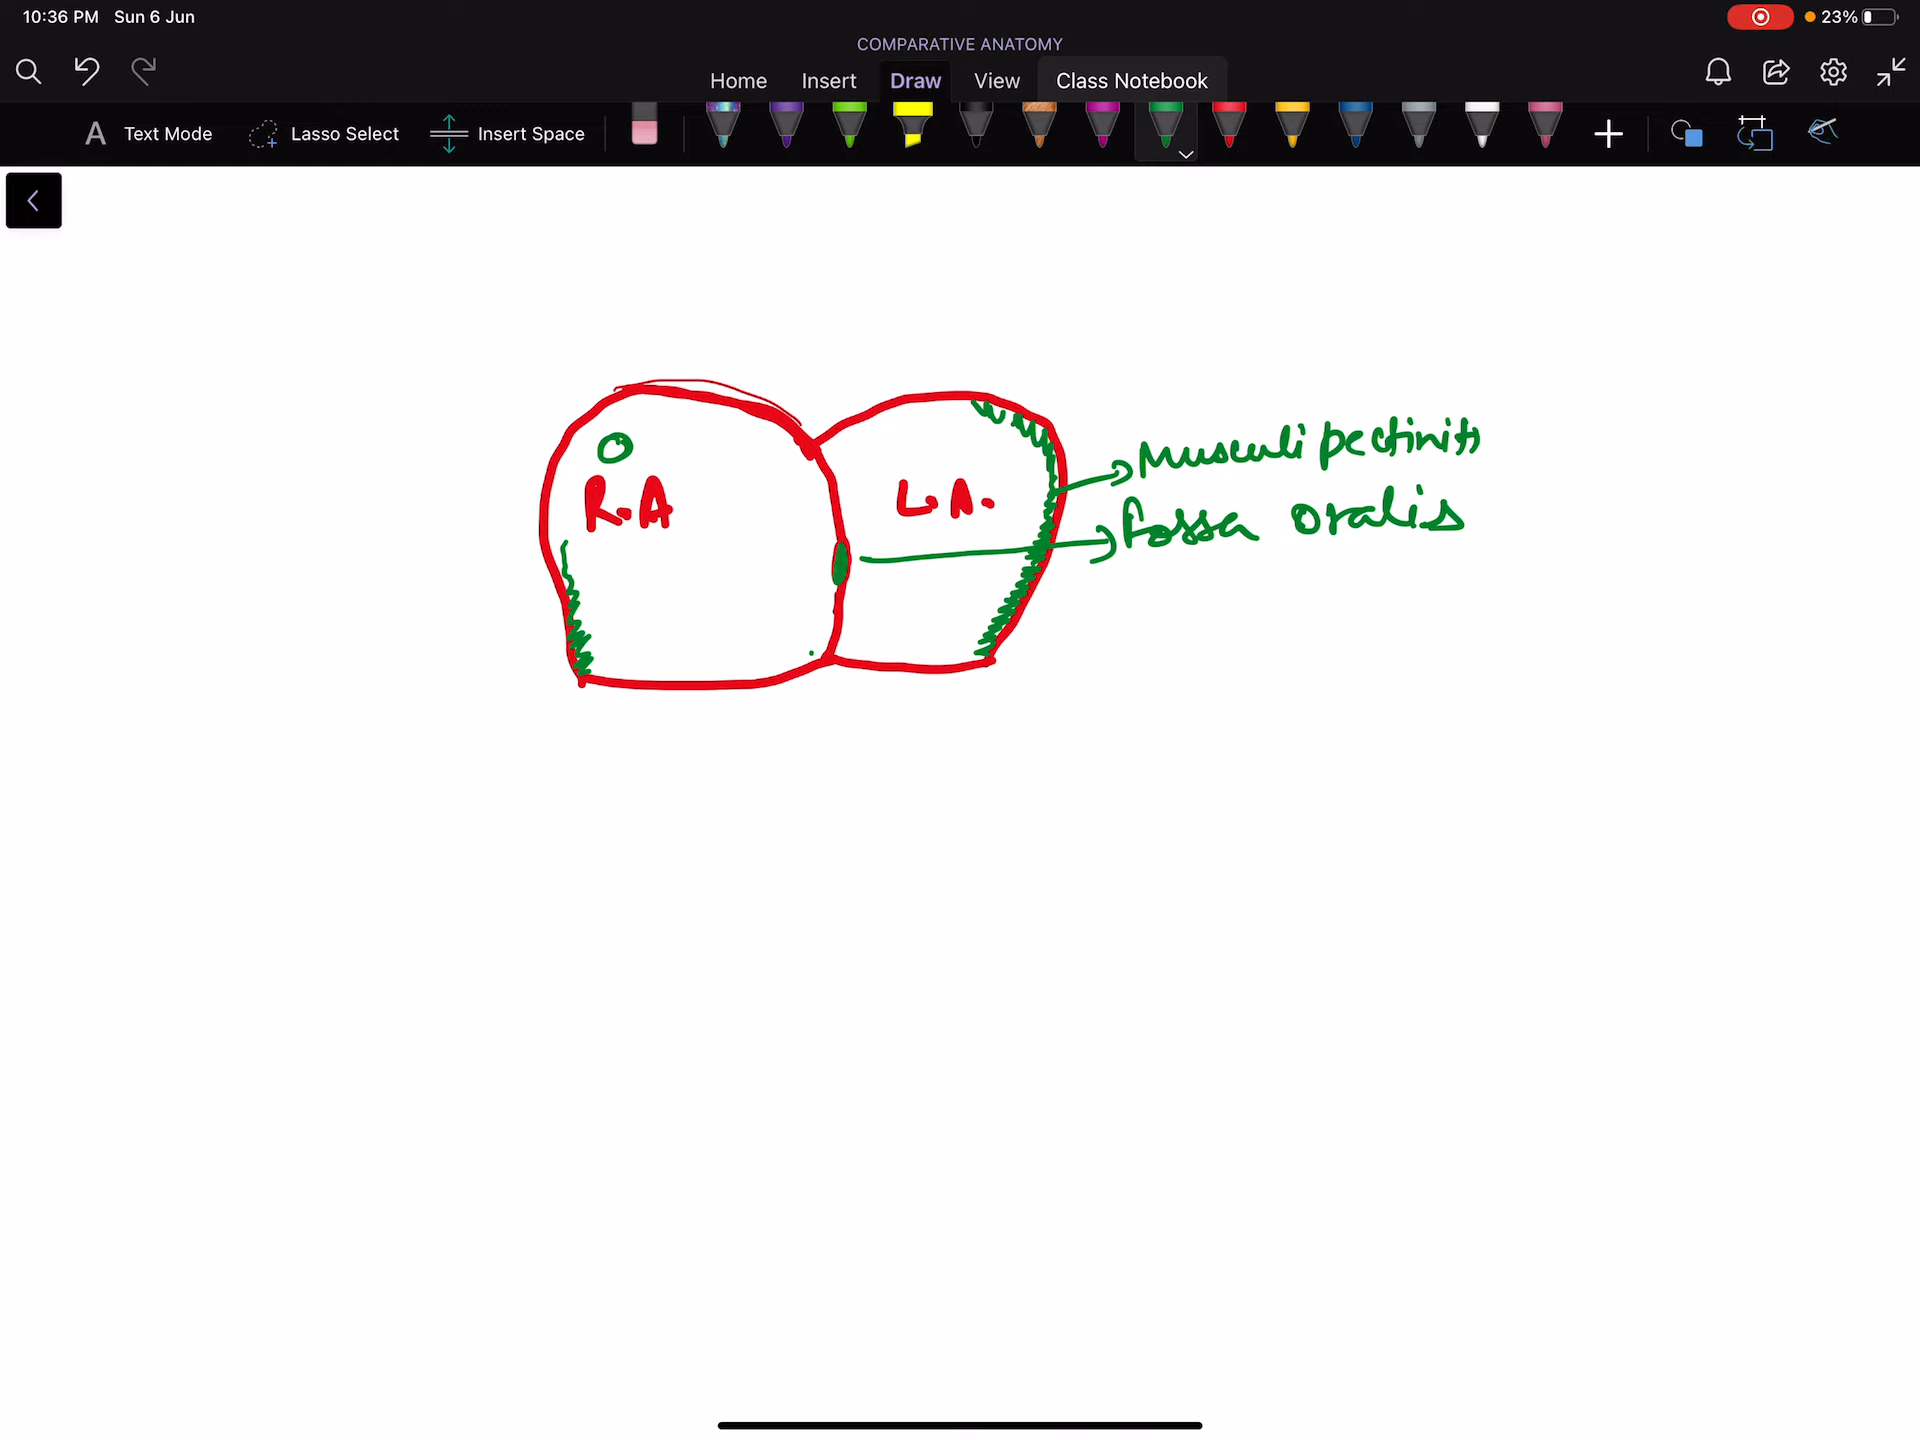 10:36 PM Sun 6 Jun
23%
COMPARATIVE ANATOMY
Home Insert Draw View Class Notebook
Text Mode Lasso Select Insert Space
R.A
L.A.
Musculi pectiniti
Fossa ovalis